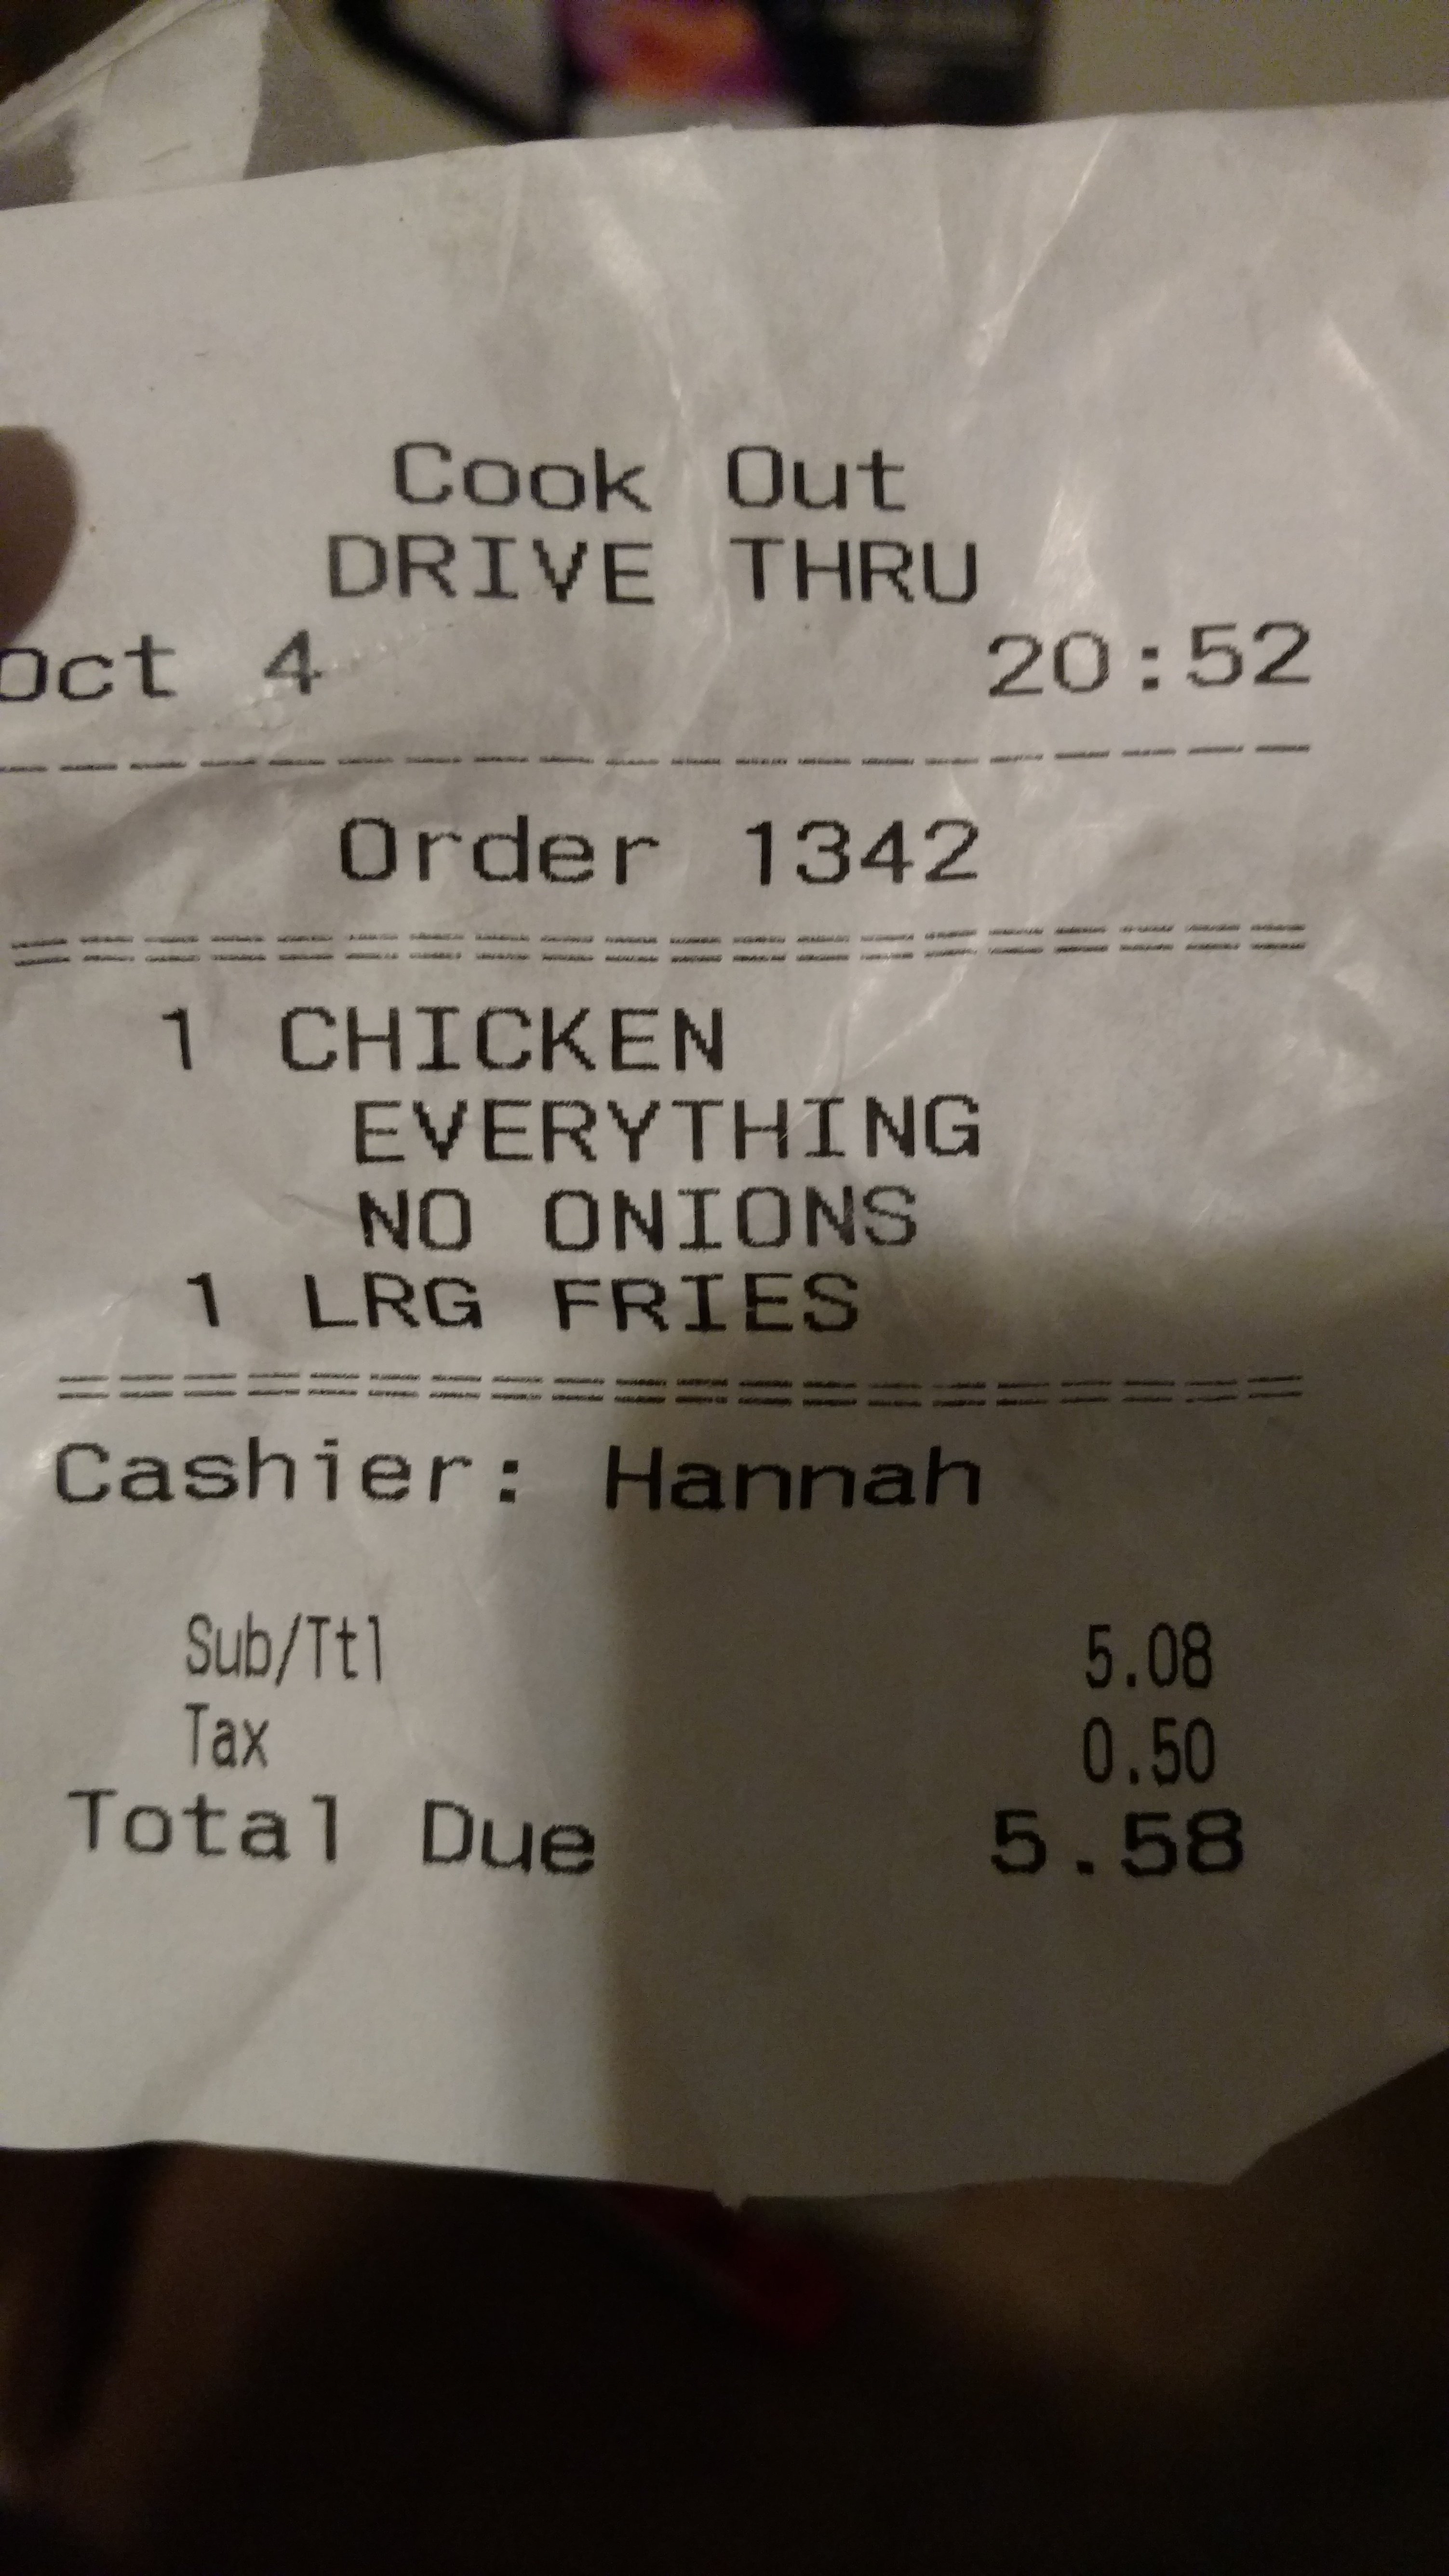 Cook Out
DRIVE THRU
Oct 4 20:52
Order 1342
1 CHICKEN
EVERYTHING
NO ONIONS
1 LRG FRIES
Cashier: Hannah
Sub/Ttl 5.08
Tax 0.50
Total Due 5.58